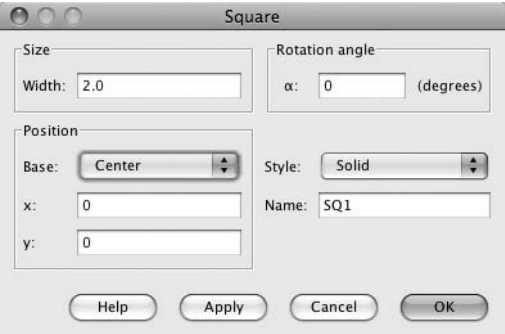 Square
Size
Width: 2.0
Rotation angle
α: 0 (degrees)
Position
Base: Center
x: 0
y: 0
Style: Solid
Name: SQ1
Help Apply Cancel OK